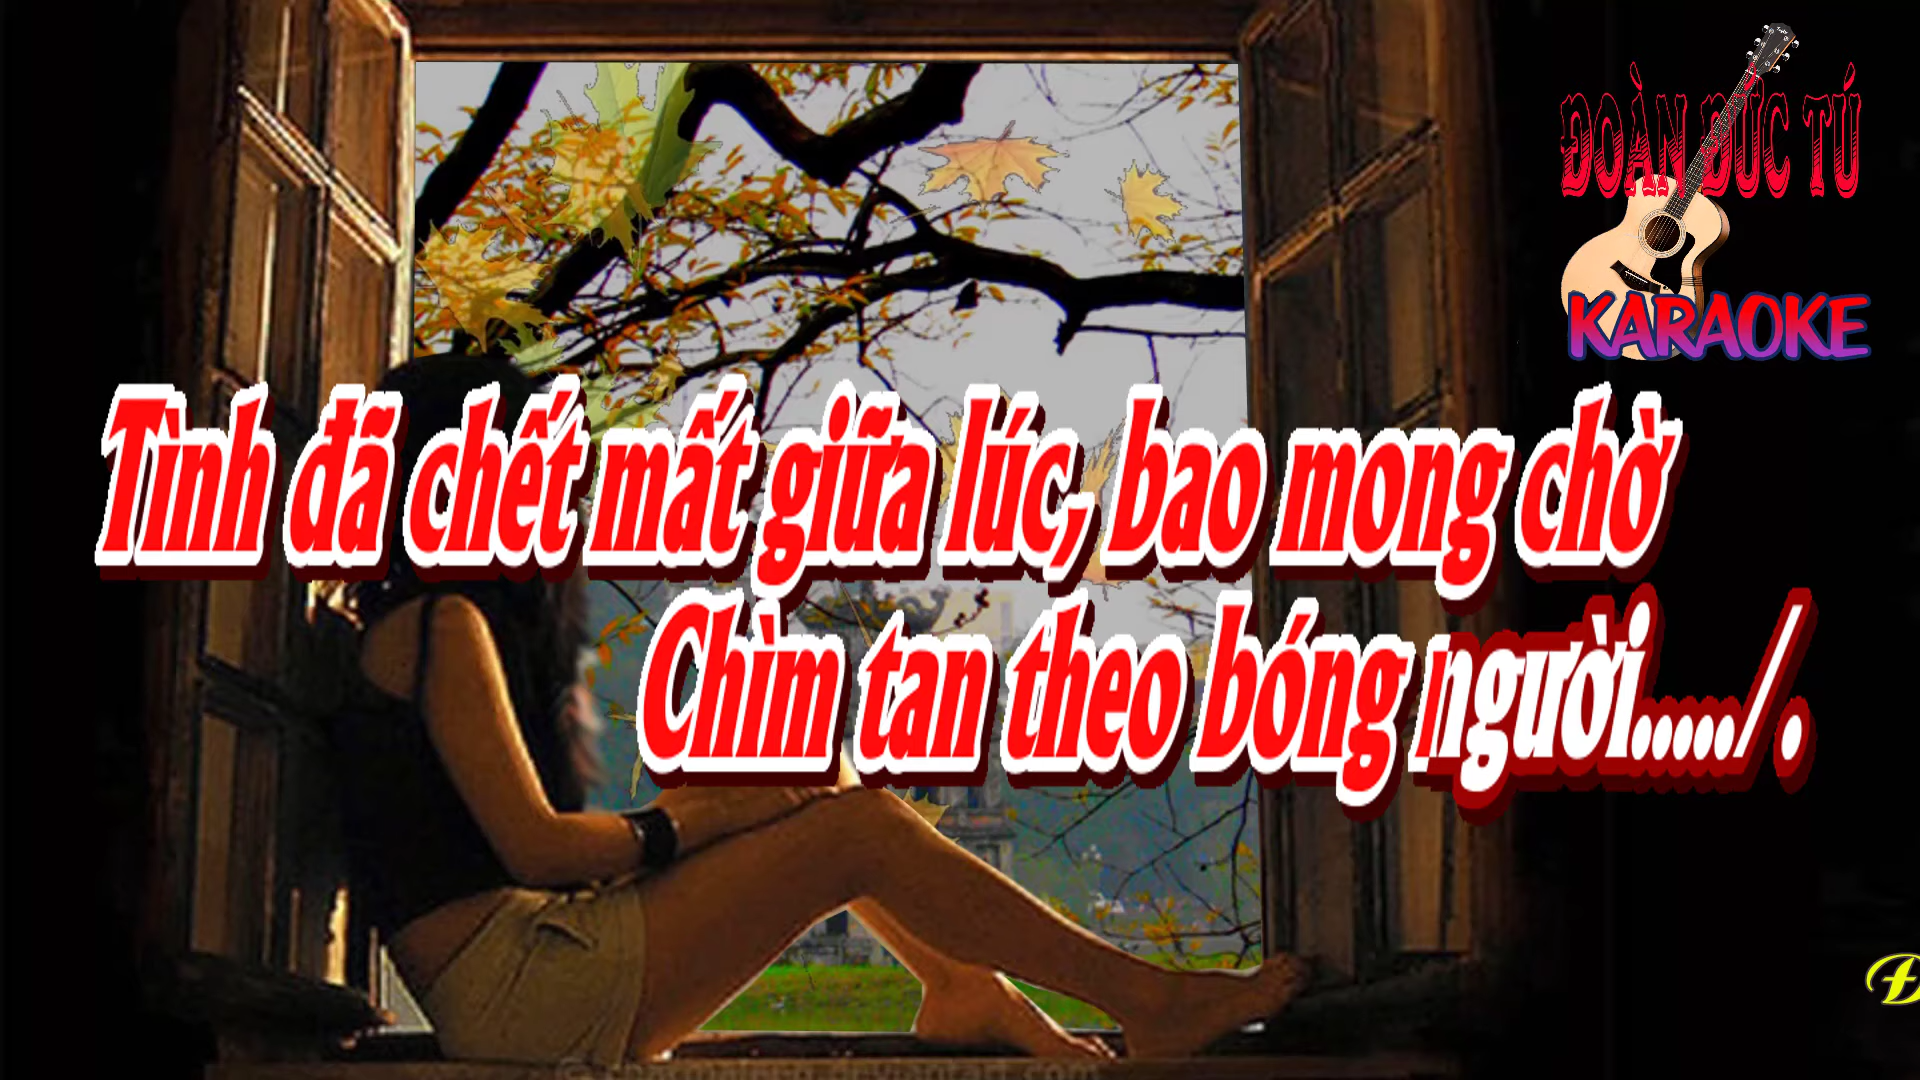 ĐOÀN ĐỨC TÚ
KARAOKE
Tình đã chết mất giữa lúc, bao mong chờ
Chìm tan theo bóng người...../.
Đ